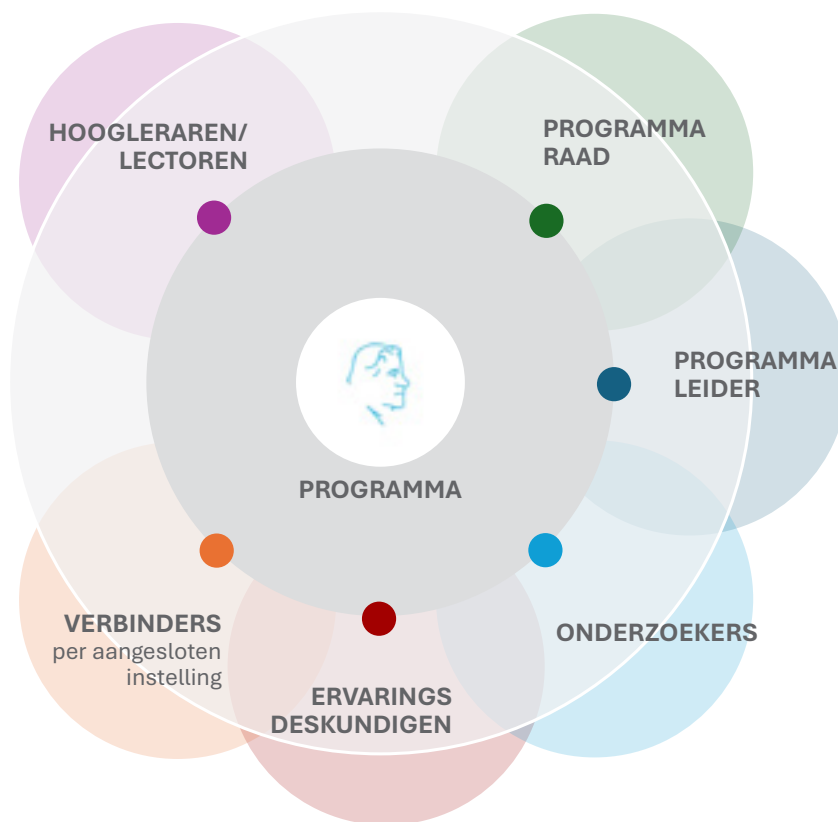 HOOGLERAREN/
LECTOREN
PROGRAMMA
RAAD
PROGRAMMA
LEIDER
PROGRAMMA
VERBINDERS
per aangesloten
instelling
ONDERZOEKERS
ERVARINGS
DESKUNDIGEN